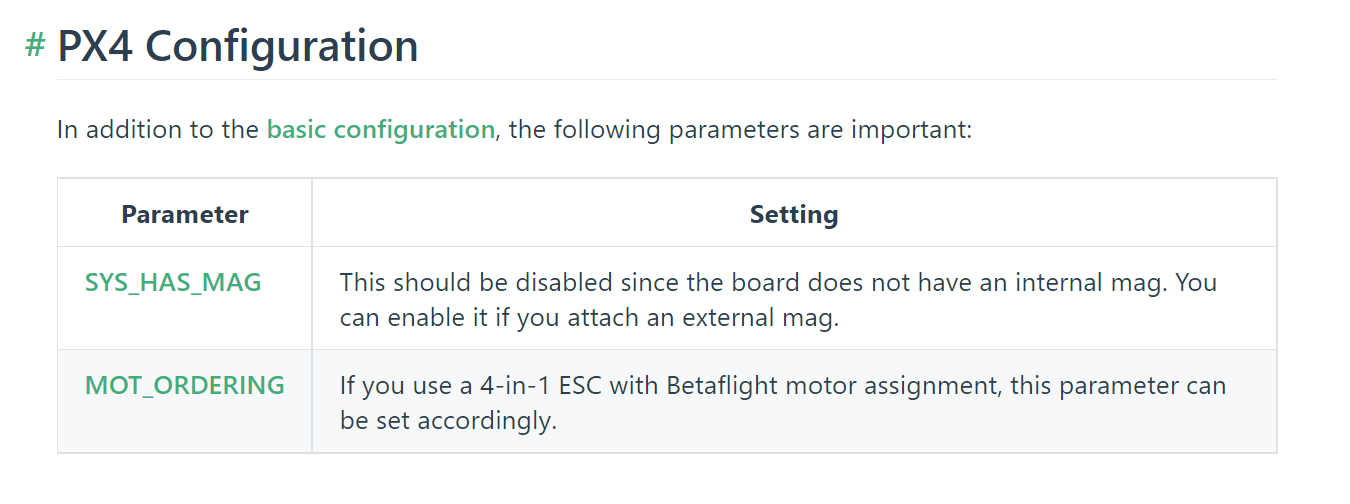 # PX4 Configuration
In addition to the basic configuration, the following parameters are important:
Parameter Setting
SYS_HAS_MAG This should be disabled since the board does not have an internal mag. You
can enable it if you attach an external mag.
MOT_ORDERING If you use a 4-in-1 ESC with Betaflight motor assignment, this parameter can
be set accordingly.